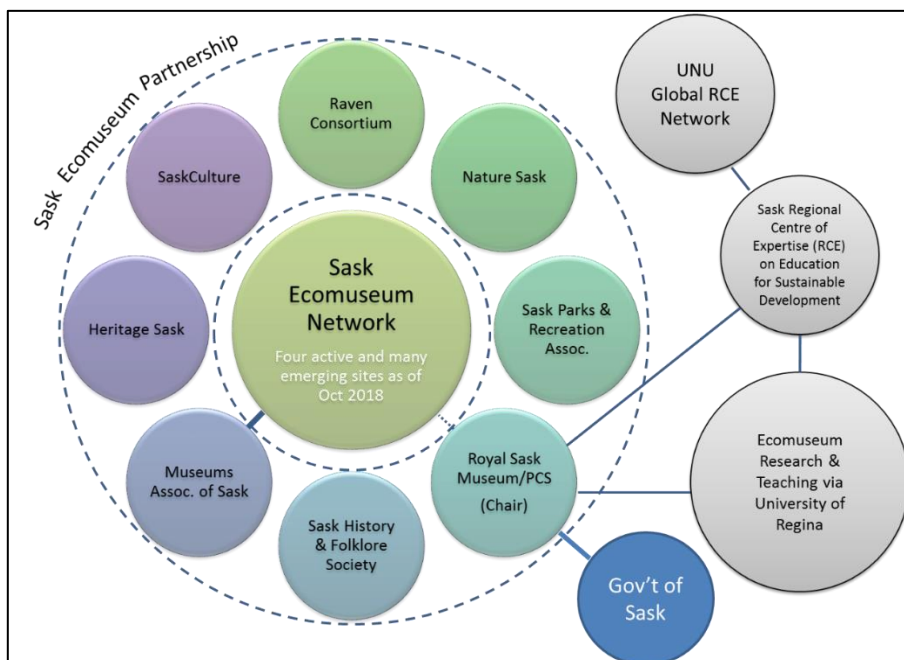 Sask Ecomuseum Partnership
Raven
Consortium
SaskCulture
Nature Sask
Sask
Ecomuseum
Network
Four active and many
emerging sites as of
Oct 2018
Heritage Sask
Sask Parks &
Recreation Assoc.
Museums
Assoc. of Sask
Sask History
& Folklore
Society
Royal Sask
Museum/PCS
(Chair)
UNU
Global RCE
Network
Sask Regional
Centre of
Expertise (RCE)
on Education
for Sustainable
Development
Ecomuseum
Research &
Teaching via
University of
Regina
Gov't of
Sask